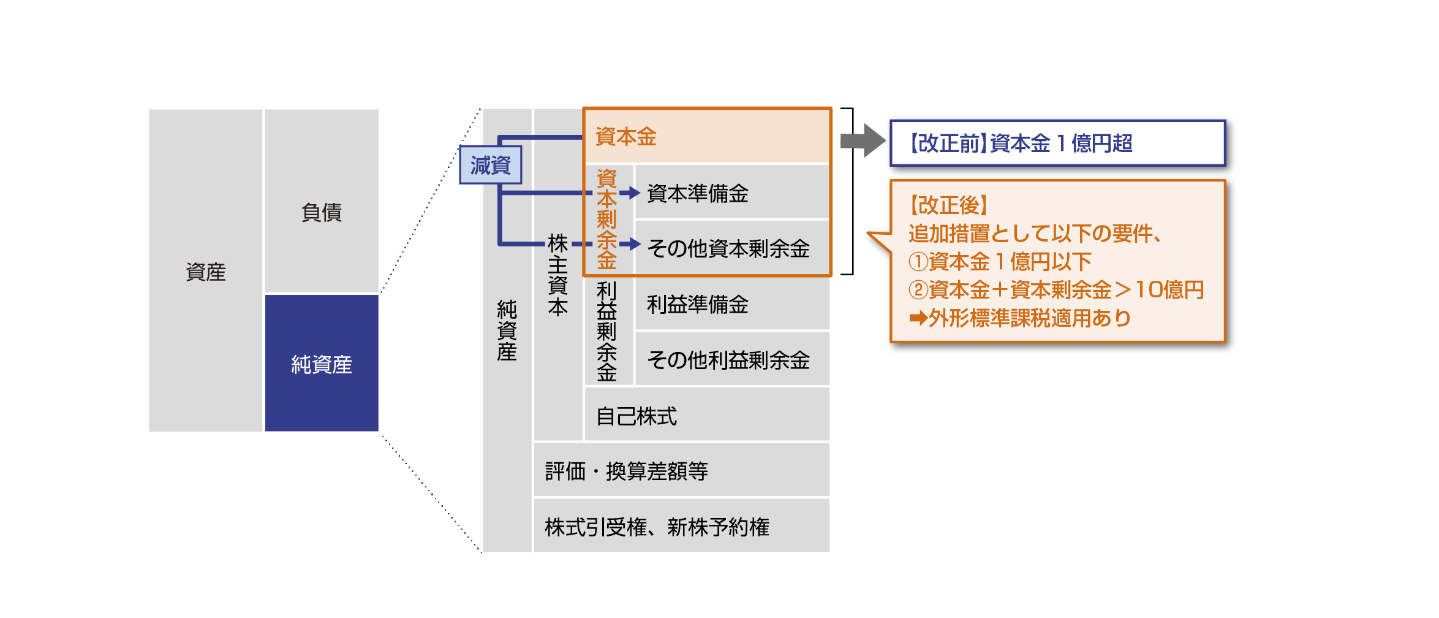 資産
負債
純資産
純資産
株主資本
減資
資本金
資本剰余金
資本準備金
その他資本剰余金
利益剰余金
利益準備金
その他利益剰余金
自己株式
評価・換算差額等
株式引受権、新株予約権
【改正前】資本金1億円超
【改正後】
追加措置として以下の要件、
①資本金1億円以下
②資本金＋資本剰余金＞10億円
➡外形標準課税適用あり